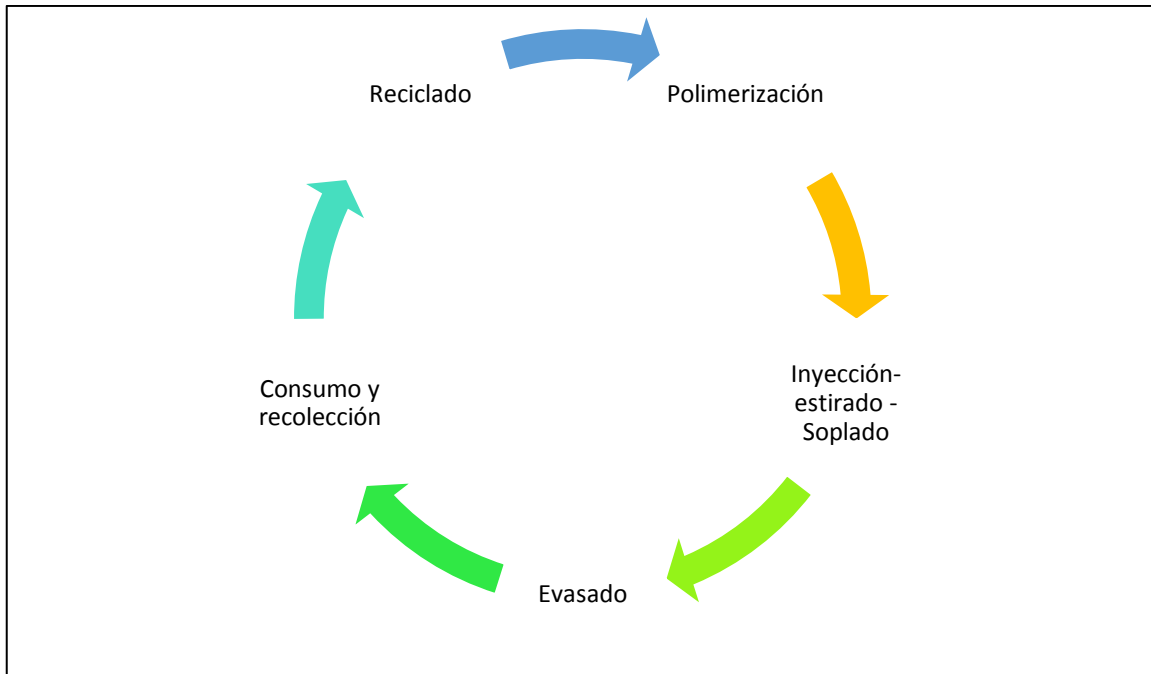 Reciclado
Polimerización
Inyección-
estirado -
Soplado
Evasado
Consumo y
recolección